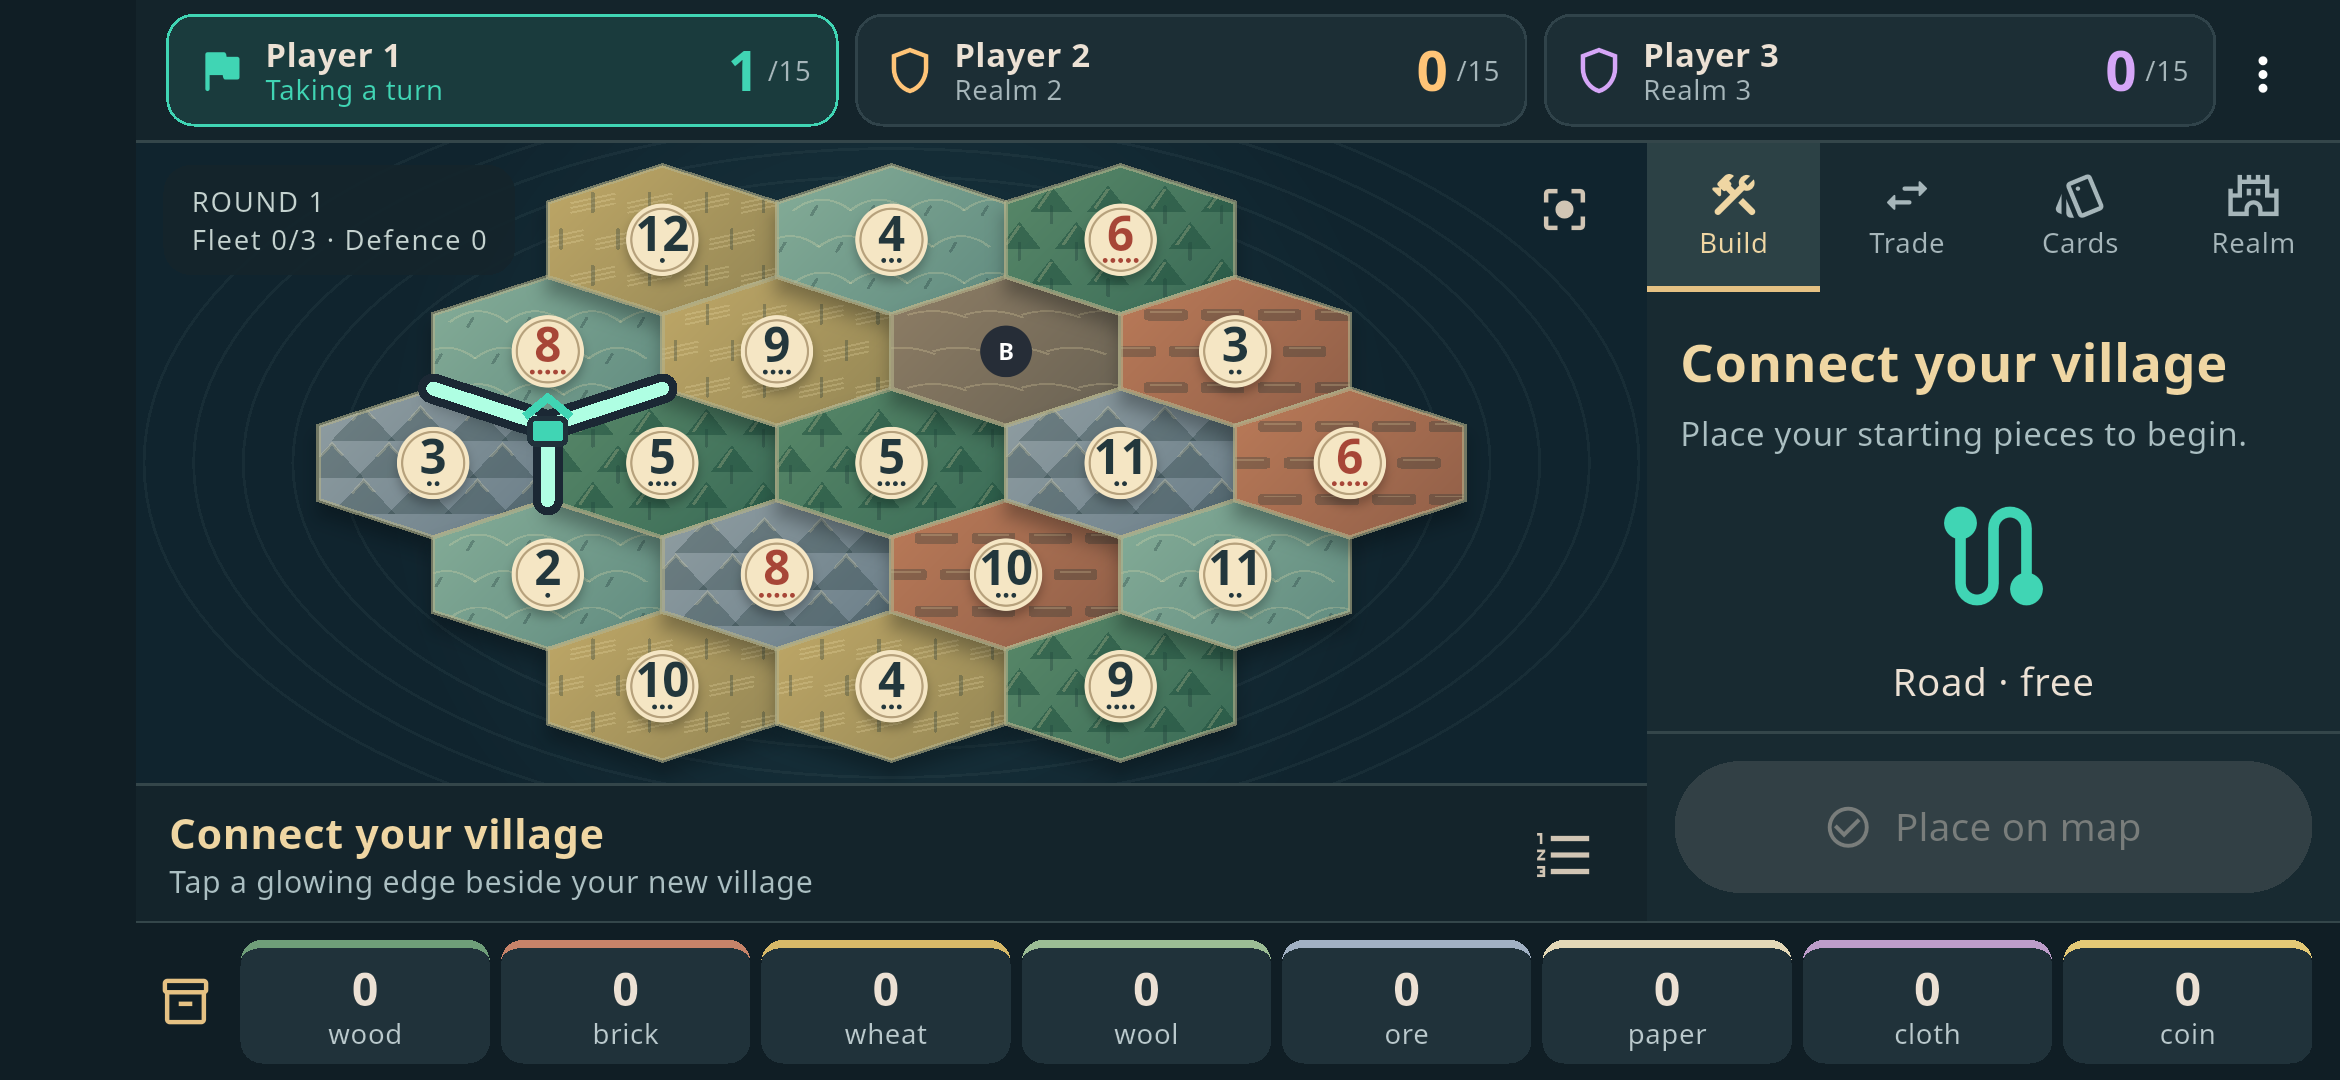 Player 1
Taking a turn
1 /15
Player 2
Realm 2
0 /15
Player 3
Realm 3
0 /15
ROUND 1
Fleet 0/3 · Defence 0
12
4
6
8
9
B
3
3
5
5
11
6
2
8
10
11
10
4
9
Build
Trade
Cards
Realm
Connect your village
Place your starting pieces to begin.
Road · free
Place on map
Connect your village
Tap a glowing edge beside your new village
1
2
3
0
wood
0
brick
0
wheat
0
wool
0
ore
0
paper
0
cloth
0
coin